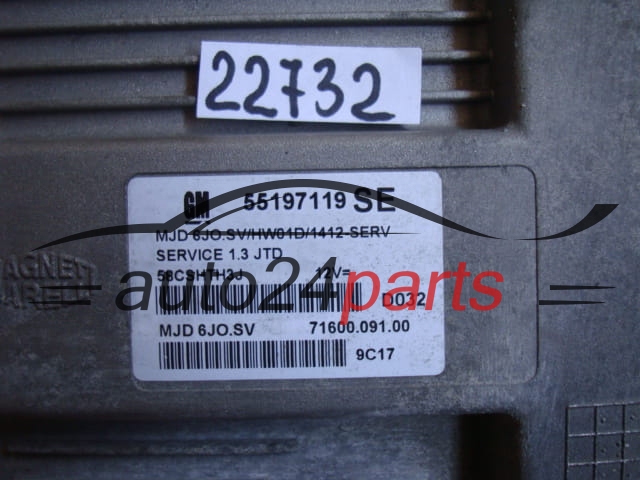 22732
GM 55197119 SE
MJD 6JO.SV/HW01D/1412-SERV
SERVICE 1.3 JTD
12V=
D032
MJD 6JO.SV 71600.091.00
9C17
auto24parts